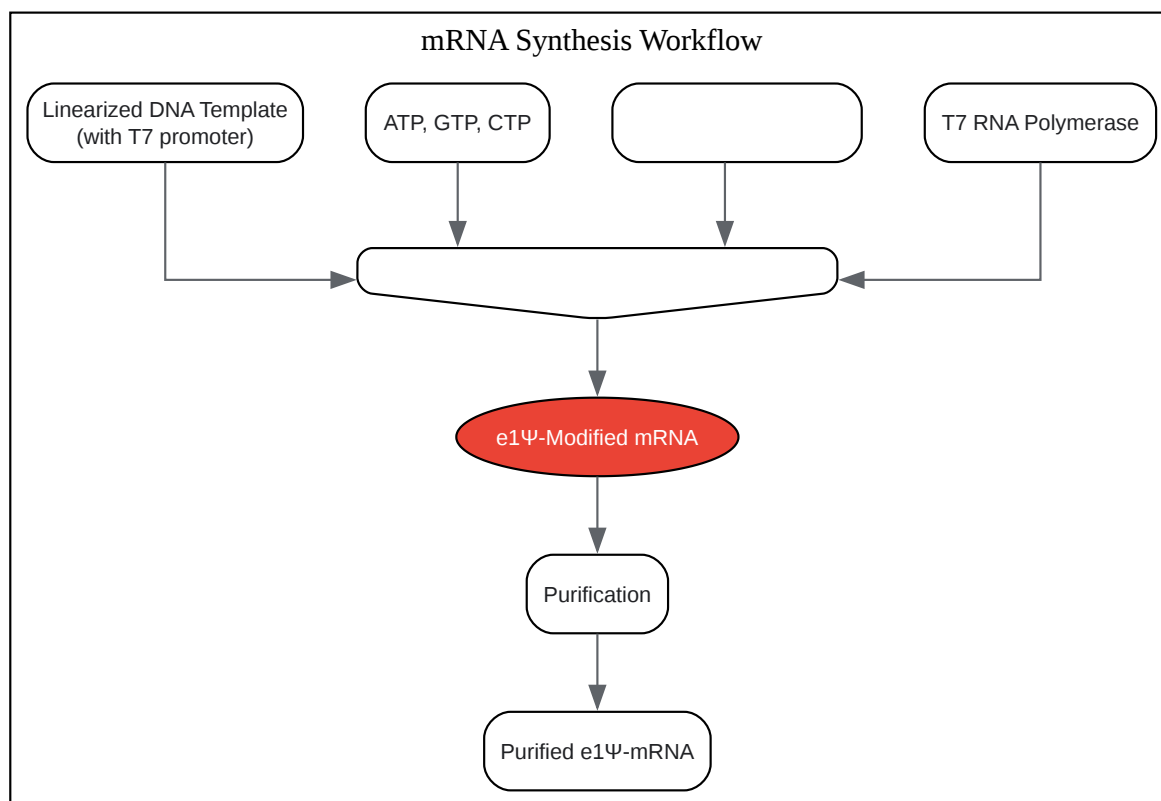 mRNA Synthesis Workflow
Linearized DNA Template
(with T7 promoter)
ATP, GTP, CTP
T7 RNA Polymerase
e1Ψ-Modified mRNA
Purification
Purified e1Ψ-mRNA